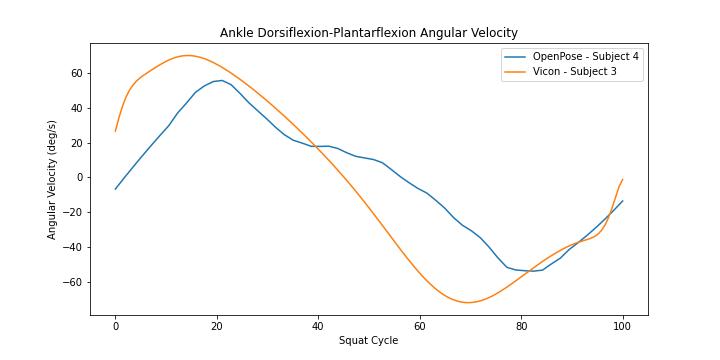 Ankle Dorsiflexion-Plantarflexion Angular Velocity
OpenPose - Subject 4
Vicon - Subject 3
Angular Velocity (deg/s)
60
40
20
0
−20
−40
−60
0
20
40
60
80
100
Squat Cycle